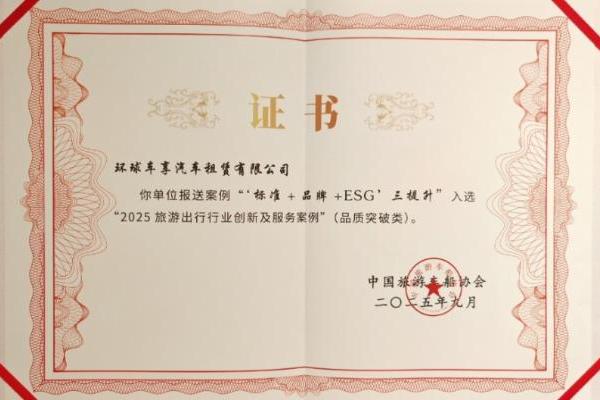 证书
环球车享汽车租赁有限公司
你单位报送案例“‘标准+品牌+ESG’三提升”入选
“2025旅游出行行业创新及服务案例”(品质突破类)。
中国旅游车船协会
二〇二五年九月